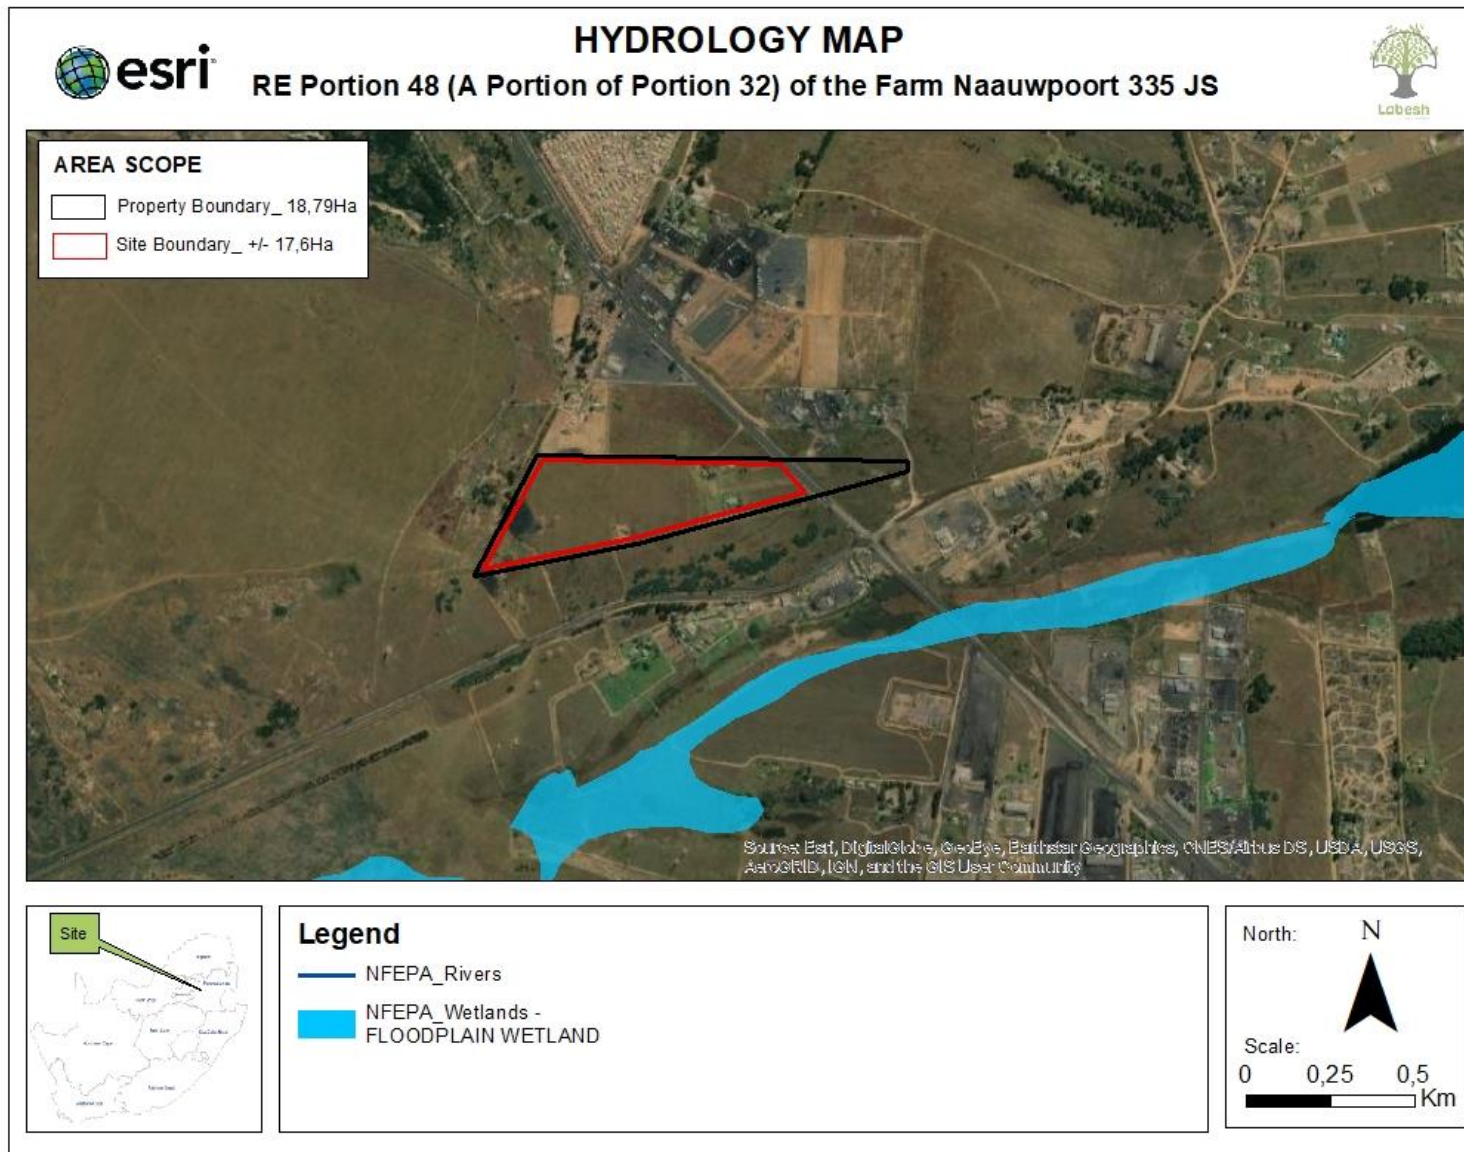 HYDROLOGY MAP
esri
RE Portion 48 (A Portion of Portion 32) of the Farm Naauwpoort 335 JS
Labesh
AREA SCOPE
Property Boundary_ 18,79Ha
Site Boundary_ +/- 17,6Ha
Source: Esri, DigitalGlobe, GeoEye, Earthstar Geographics, CNES/Airbus DS, USDA, USGS,
AeroGRID, IGN, and the GIS User Community
Site
Legend
NFEPA_Rivers
NFEPA_Wetlands -
FLOODPLAIN WETLAND
North:
N
Scale:
0 0,25 0,5
Km